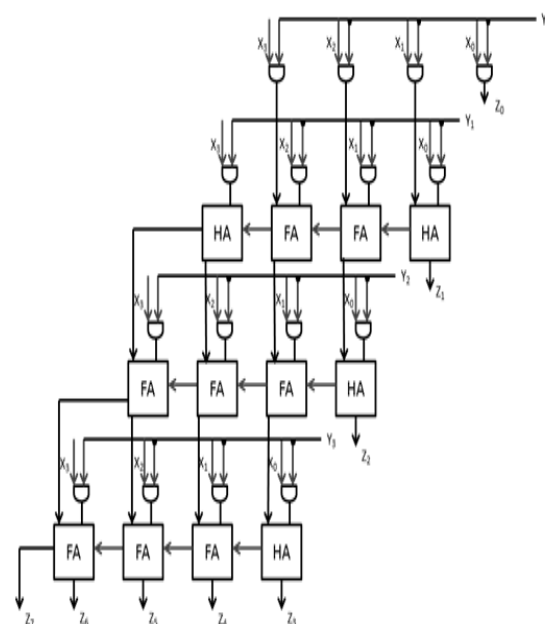 Y
X₃ X₂ X₁ X₀
Z₀
Y₁
X₃ X₂ X₁ X₀
HA FA FA HA
Z₁
Y₂
X₃ X₂ X₁ X₀
FA FA FA HA
Z₂
Y₃
X₃ X₂ X₁ X₀
FA FA FA HA
Z₇ Z₆ Z₅ Z₄ Z₃